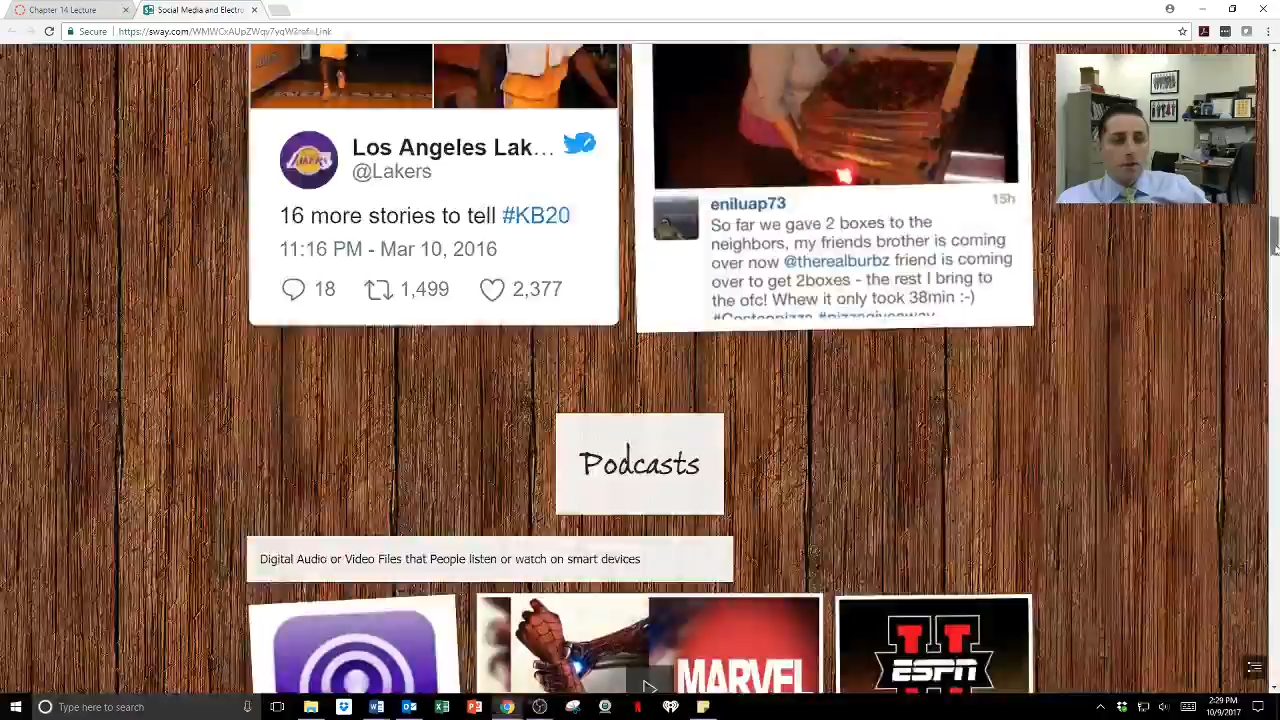 Chapter 14 Lecture
Social Media and Electro
Secure
Los Angeles Lak...
@Lakers
16 more stories to tell #KB20
11:16 PM - Mar 10, 2016
18
1,499
2,377
eniluap73
15h
So far we gave 2 boxes to the
neighbors, my friends brother is coming
over now @therealburbz friend is coming
over to get 2boxes - the rest I bring to
the ofc! Whew it only took 38min :-)
#Costcopizza #pizzagiveaway
Podcasts
Digital Audio or Video Files that People listen or watch on smart devices
MARVEL
U
ESPN
Type here to search
2:29 PM
10/9/2017